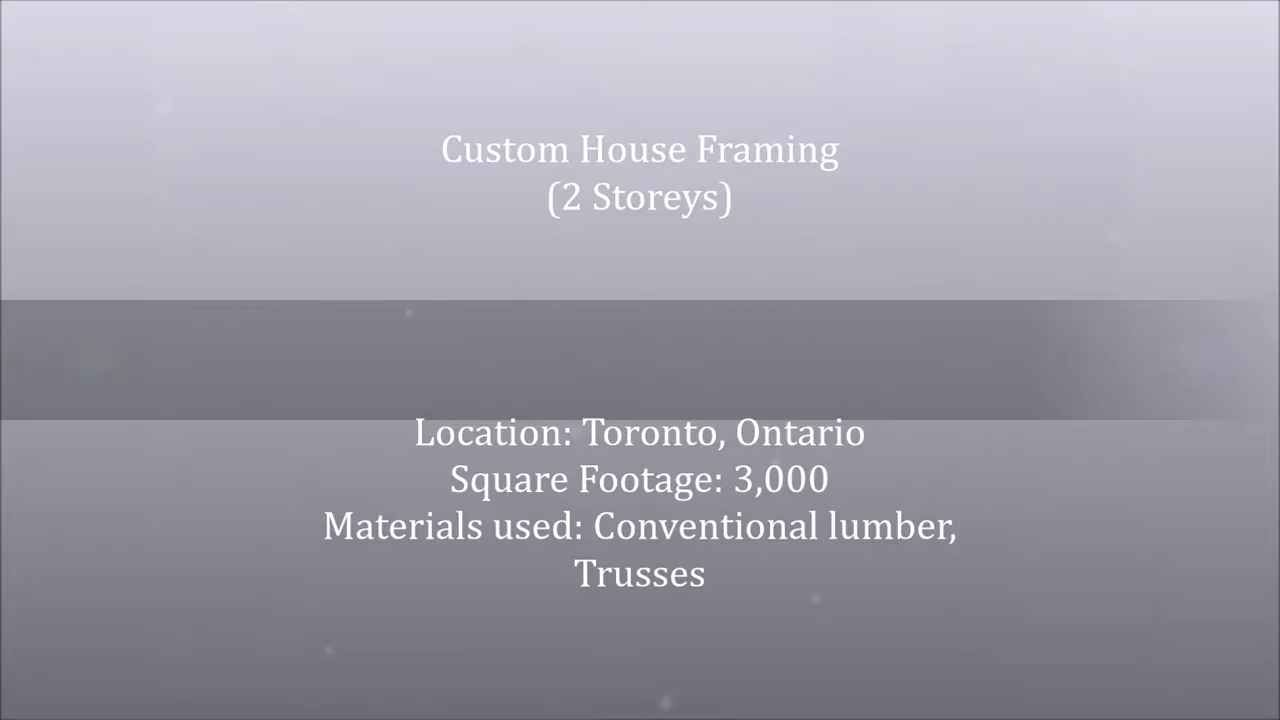 Custom House Framing
(2 Storeys)
Location: Toronto, Ontario
Square Footage: 3,000
Materials used: Conventional lumber,
Trusses